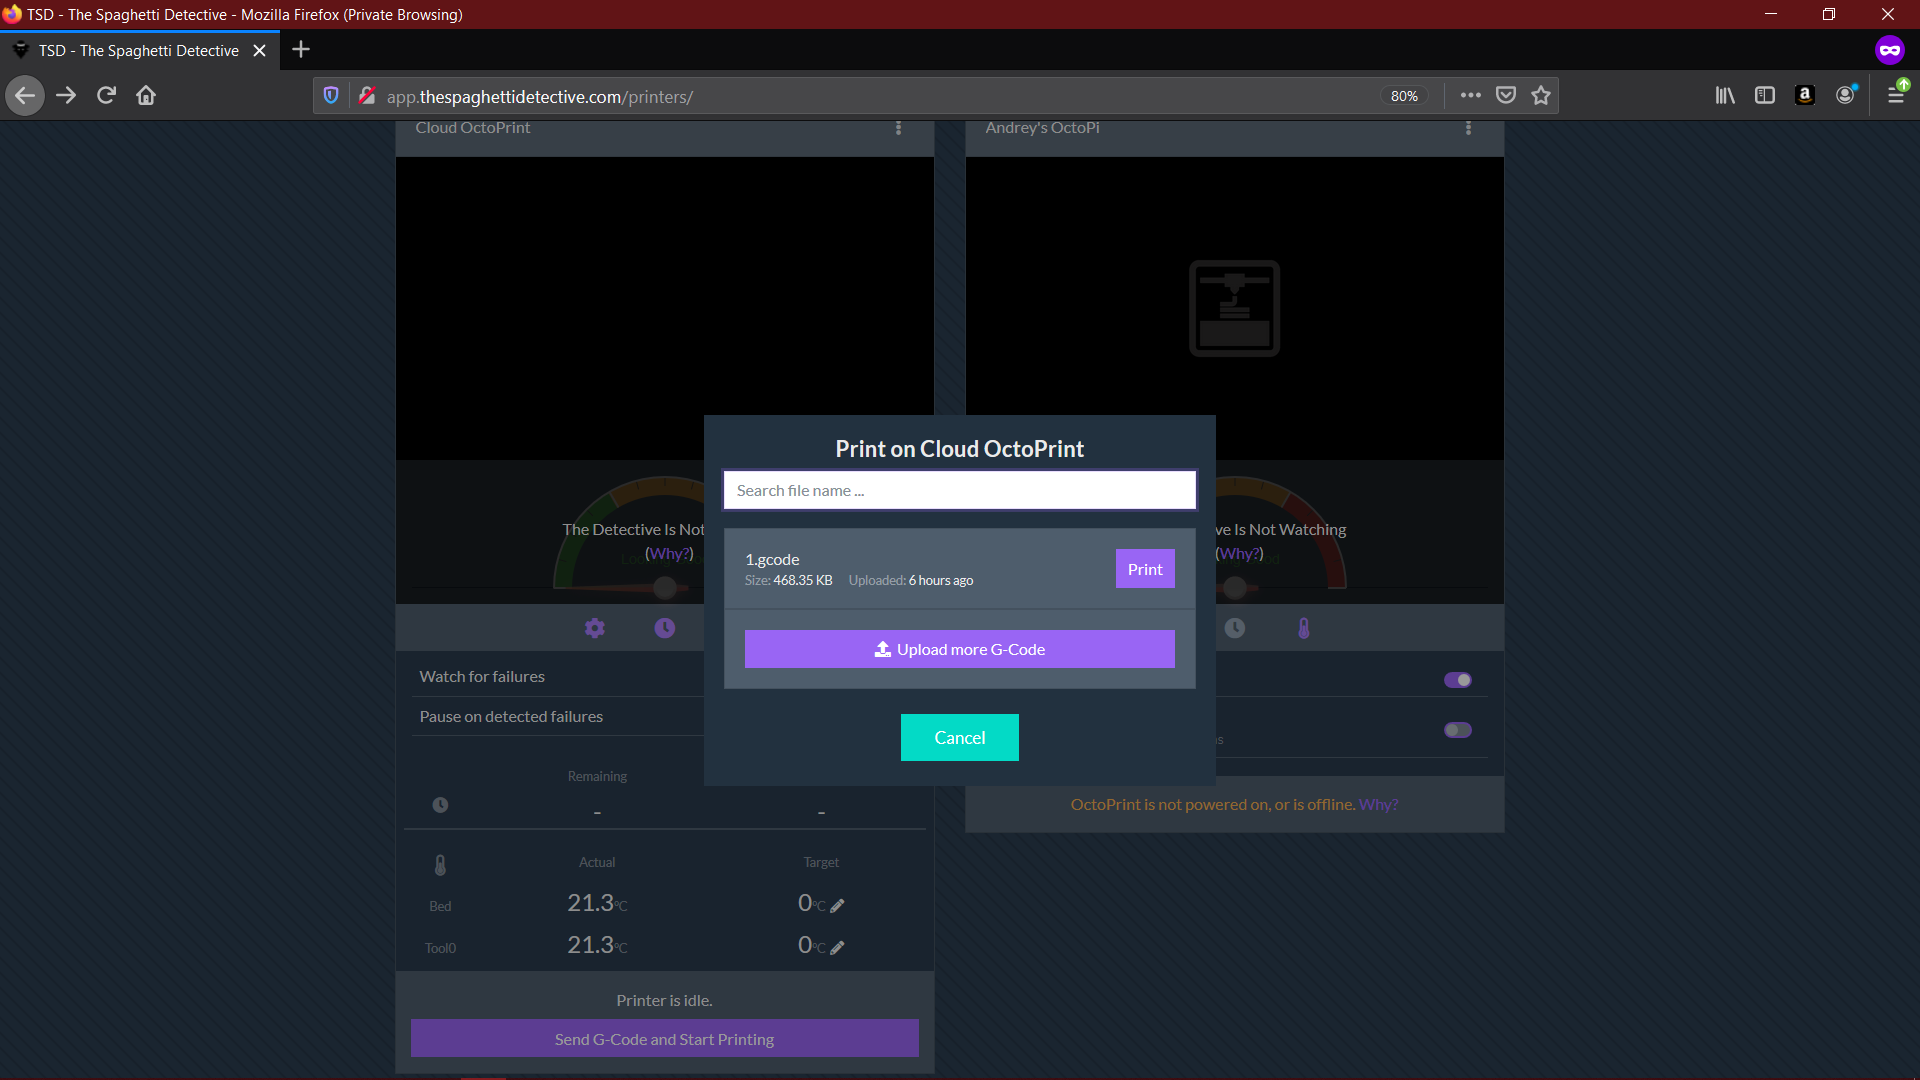 TSD - The Spaghetti Detective - Mozilla Firefox (Private Browsing)
TSD - The Spaghetti Detective
app.thespaghettidetective.com/printers/
80%
Cloud OctoPrint
Andrey's OctoPi
Print on Cloud OctoPrint
Search file name ...
1.gcode
Size: 468.35 KB Uploaded: 6 hours ago
Print
Upload more G-Code
Cancel
The Detective Is Not
(Why?)
ve Is Not Watching
(Why?)
Watch for failures
Pause on detected failures
Remaining
-
-
Actual
Target
Bed
21.3°C
0°C
Tool0
21.3°C
0°C
Printer is idle.
Send G-Code and Start Printing
OctoPrint is not powered on, or is offline. Why?